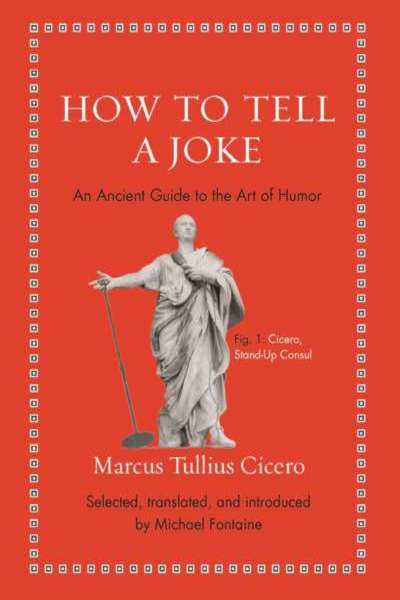 HOW TO TELL
A JOKE
An Ancient Guide to the Art of Humor
Fig. 1: Cicero,
Stand-Up Consul
Marcus Tullius Cicero
Selected, translated, and introduced
by Michael Fontaine